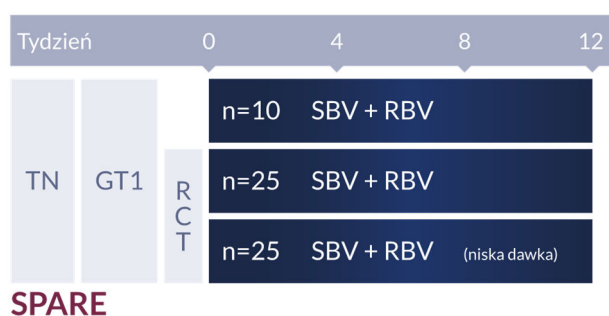 Tydzień 0 4 8 12
n=10 SBV + RBV
TN GT1 RCT n=25 SBV + RBV
n=25 SBV + RBV (niska dawka)
SPARE